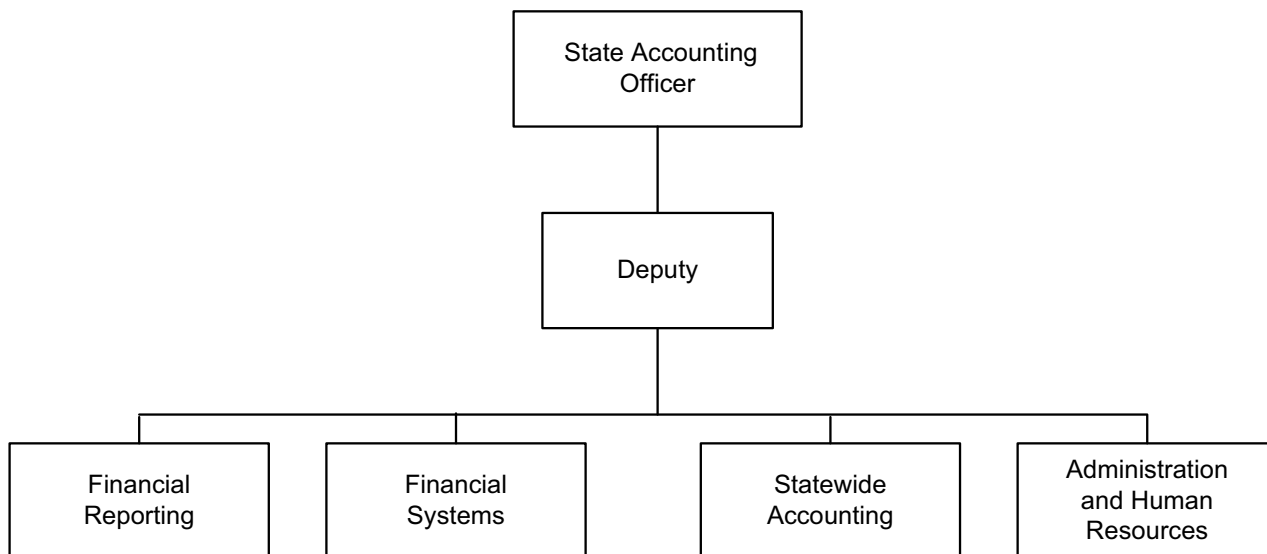 State Accounting
Officer
Deputy
Financial
Reporting
Financial
Systems
Statewide
Accounting
Administration
and Human
Resources